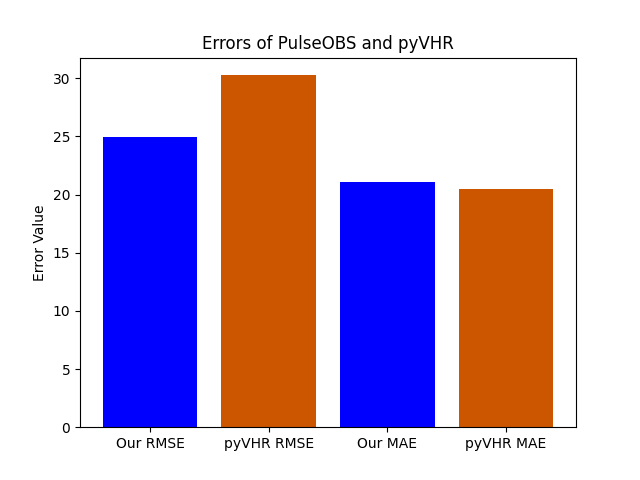 Errors of PulseOBS and pyVHR
Error Value
30
25
20
15
10
5
0
Our RMSE
pyVHR RMSE
Our MAE
pyVHR MAE